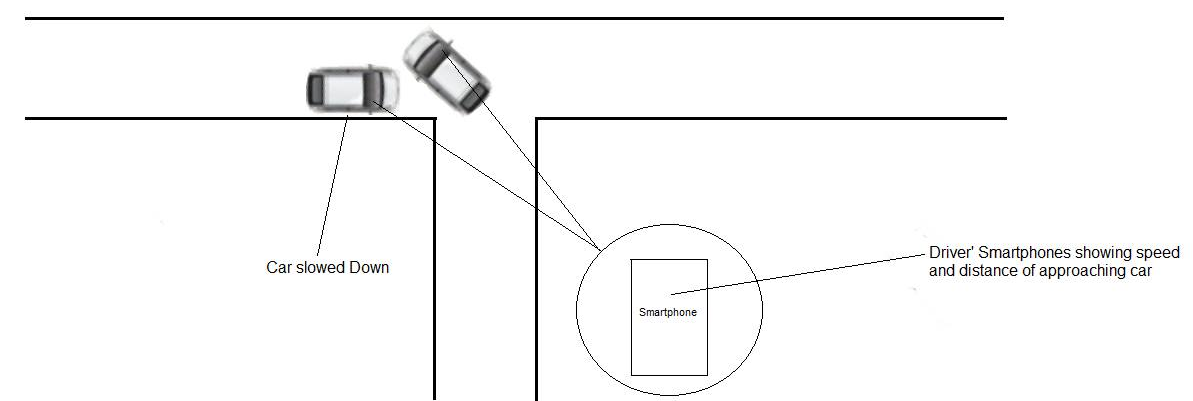 Car slowed Down
Smartphone
Driver' Smartphones showing speed
and distance of approaching car